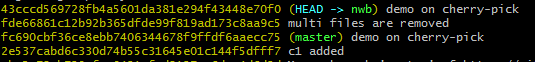 43cccd569728fb4a5601da381e294f43448e70f0 (HEAD -> nwb) demo on cherry-pick
fde66861c12b92b365dfde99f819ad173c8aa9c5 multi files are removed
fc690cbf36ce8ebb7406344678f9ffdf6aaecc75 (master) demo on cherry-pick
2e537cabd6c330d74b55c31645e01c144f5dfff7 c1 added